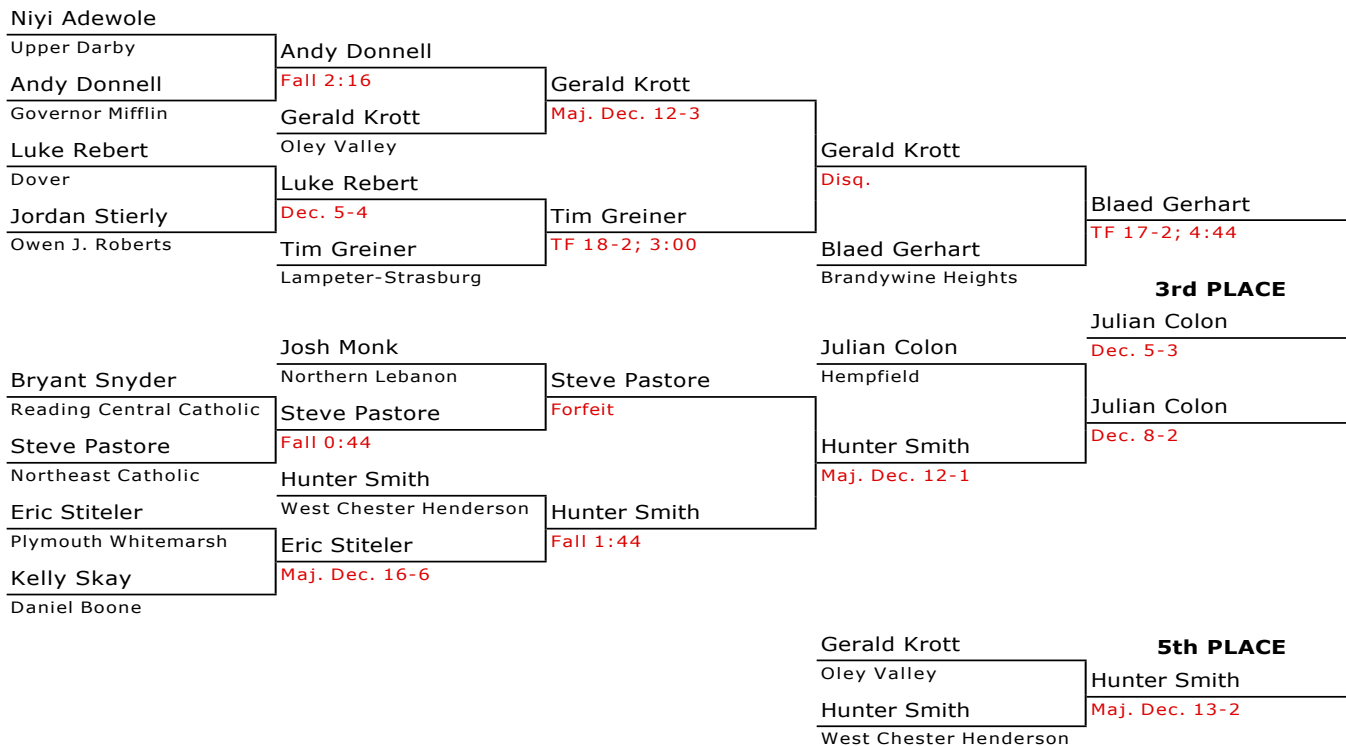 Niyi Adewole
Upper Darby
Andy Donnell
Andy Donnell
Fall 2:16
Gerald Krott
Governor Mifflin
Gerald Krott
Maj. Dec. 12-3
Luke Rebert
Oley Valley
Gerald Krott
Dover
Luke Rebert
Disq.
Jordan Stierly
Dec. 5-4
Tim Greiner
Blaed Gerhart
Owen J. Roberts
Tim Greiner
TF 18-2; 3:00
Blaed Gerhart
TF 17-2; 4:44
Lampeter-Strasburg
Brandywine Heights
3rd PLACE
Julian Colon
Josh Monk
Julian Colon
Dec. 5-3
Bryant Snyder
Northern Lebanon
Steve Pastore
Hempfield
Reading Central Catholic
Steve Pastore
Forfeit
Julian Colon
Steve Pastore
Fall 0:44
Hunter Smith
Dec. 8-2
Northeast Catholic
Hunter Smith
Maj. Dec. 12-1
Eric Stiteler
West Chester Henderson
Hunter Smith
Plymouth Whitemarsh
Eric Stiteler
Fall 1:44
Kelly Skay
Maj. Dec. 16-6
Daniel Boone
Gerald Krott
5th PLACE
Oley Valley
Hunter Smith
Hunter Smith
Maj. Dec. 13-2
West Chester Henderson